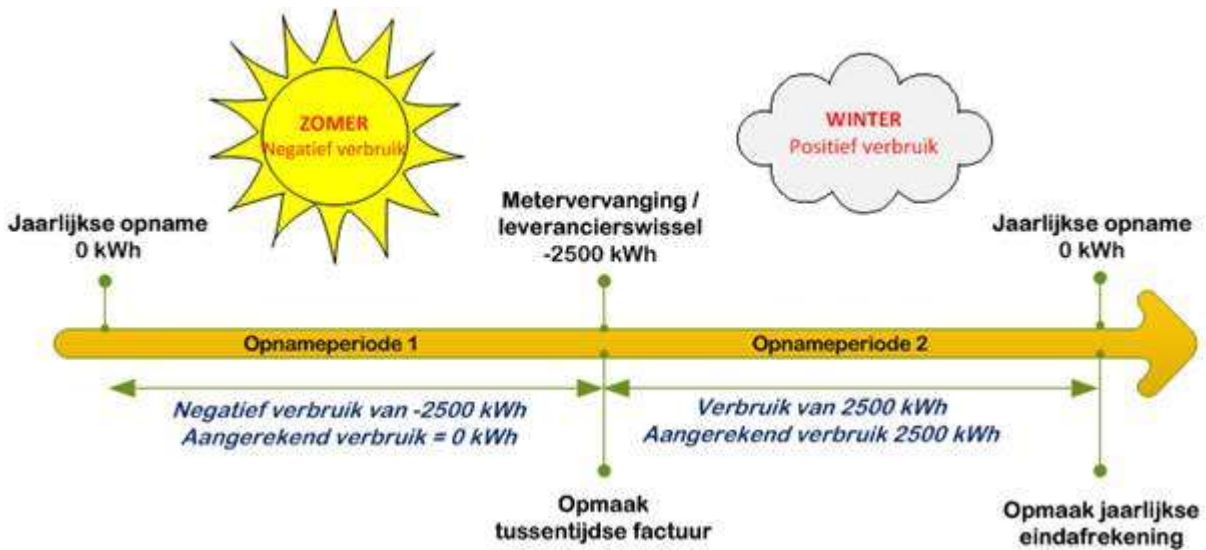 ZOMER
Negatief verbruik
WINTER
Positief verbruik
Jaarlijkse opname
0 kWh
Metervervanging /
leverancierswissel
-2500 kWh
Jaarlijkse opname
0 kWh
Opnameperiode 1
Opnameperiode 2
Negatief verbruik van -2500 kWh
Aangerekend verbruik = 0 kWh
Verbruik van 2500 kWh
Aangerekend verbruik 2500 kWh
Opmaak
tussentijdse factuur
Opmaak jaarlijkse
eindafrekening